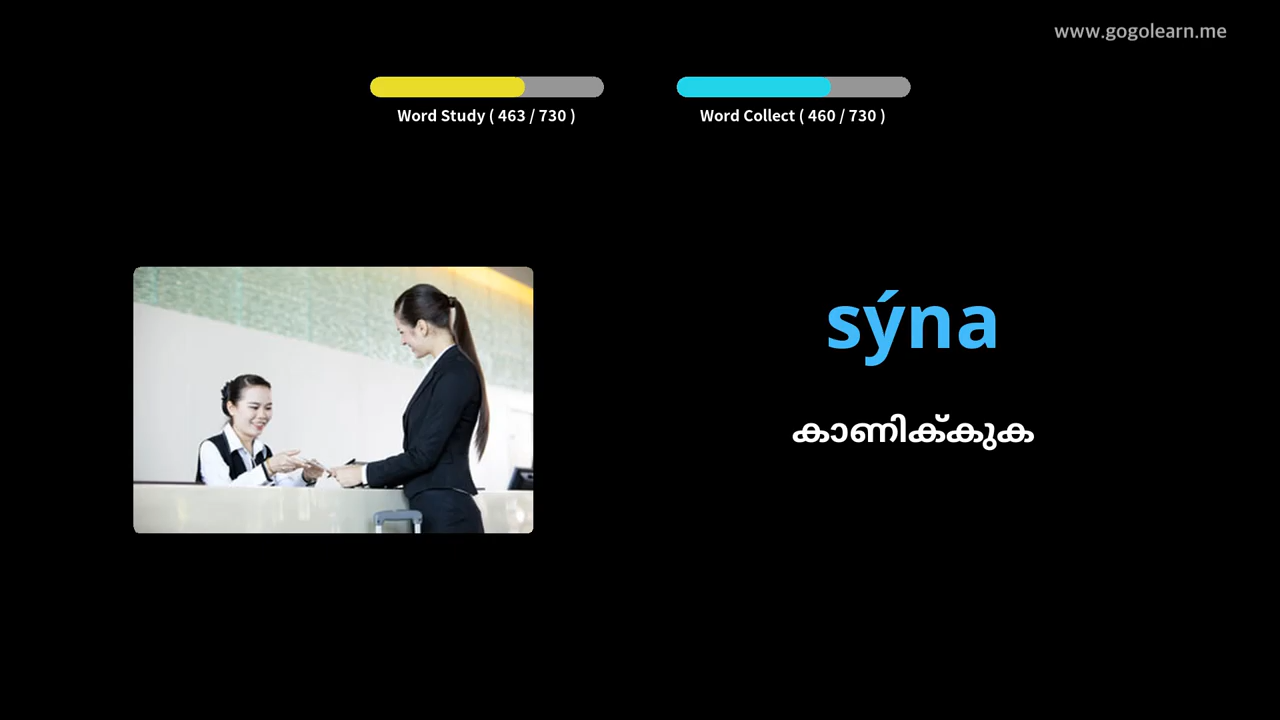 www.gogolearn.me
Word Study ( 463 / 730 )
Word Collect ( 460 / 730 )
sýna
കാണിക്കുക